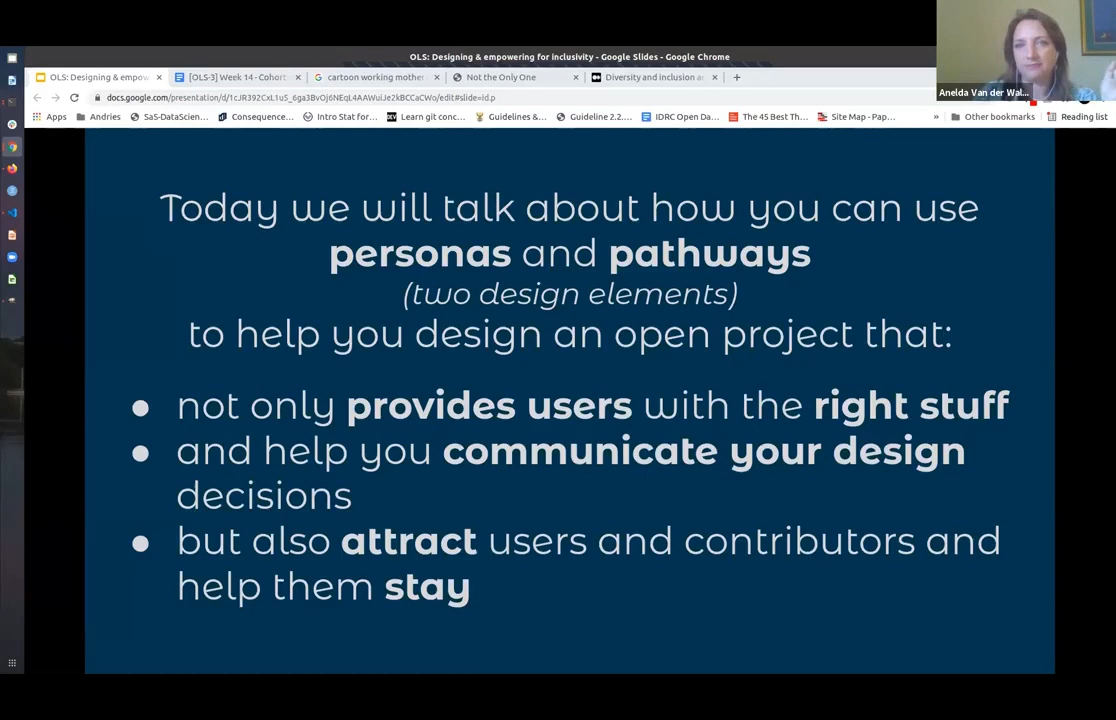 OLS: Designing & empowering for inclusivity - Google Slides - Google Chrome
OLS: Designing & empow
[OLS-3] Week 14 - Cohort
cartoon working mothe
Not the Only One
Diversity and inclusion a
docs.google.com/presentation/d/
/edit#slide=id.p
Anelda Van der Wal...
Apps
Andries
SaS-DataScien...
Consequence...
Intro Stat for...
Learn git conc...
Guidelines &...
Guideline 2.2....
IDRC Open Da...
The 45 Best Th...
Site Map - Pap...
»
Other bookmarks
Reading list
Today we will talk about how you can use
personas and pathways
(two design elements)
to help you design an open project that:
● not only provides users with the right stuff
● and help you communicate your design
decisions
● but also attract users and contributors and
help them stay